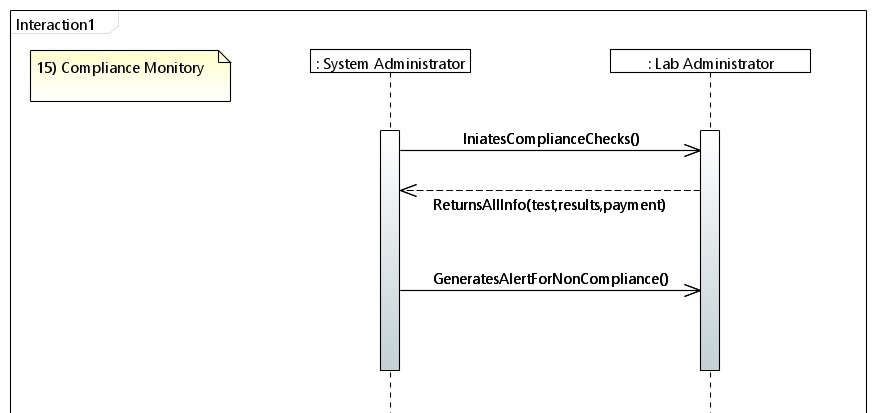 Interaction1
15) Compliance Monitory
: System Administrator
: Lab Administrator
IniatesComplianceChecks()
ReturnsAllInfo(test,results,payment)
GeneratesAlertForNonCompliance()